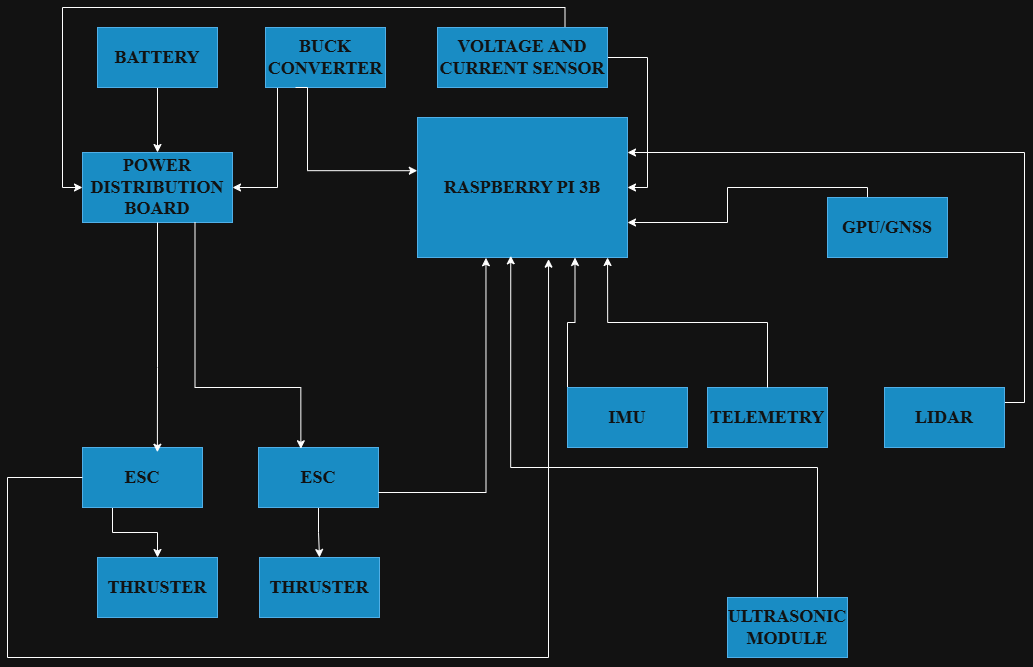 BATTERY
BUCK
CONVERTER
VOLTAGE AND
CURRENT SENSOR
POWER
DISTRIBUTION
BOARD
RASPBERRY PI 3B
GPU/GNSS
IMU
TELEMETRY
LIDAR
ESC
ESC
THRUSTER
THRUSTER
ULTRASONIC
MODULE